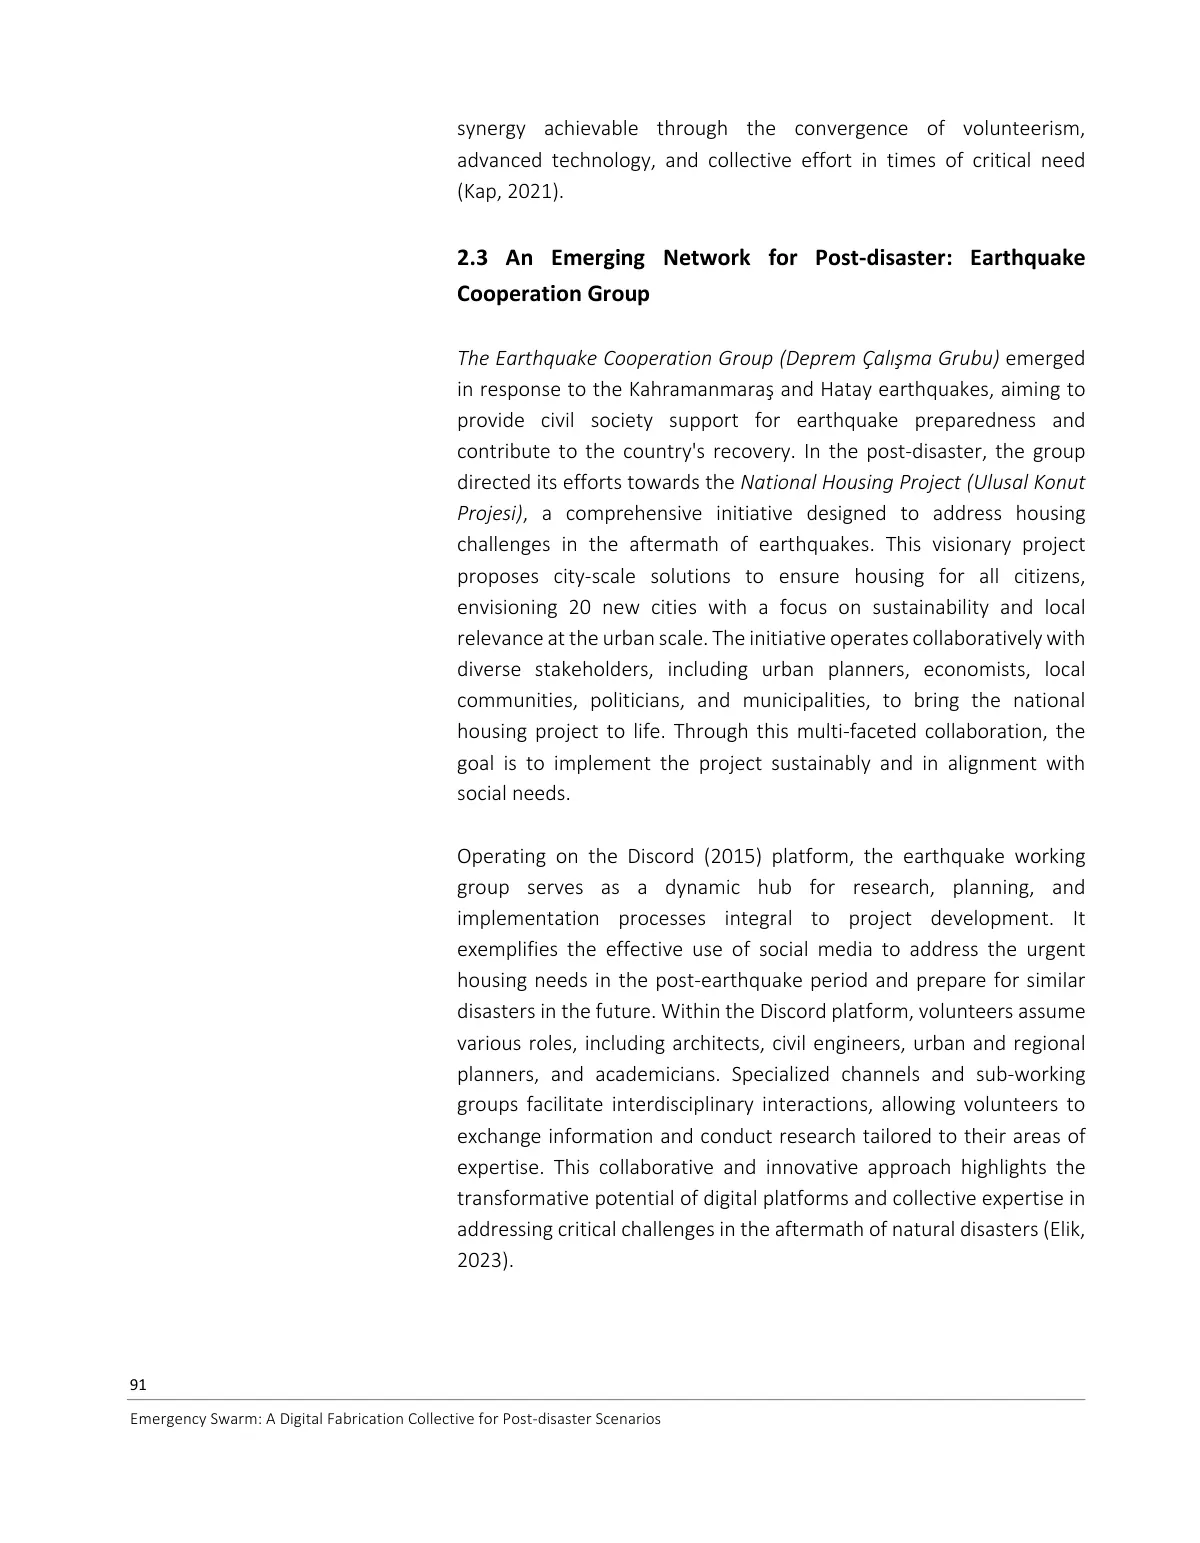 synergy achievable through the convergence of volunteerism,
advanced technology, and collective effort in times of critical need
(Kap, 2021).
2.3 An Emerging Network for Post-disaster: Earthquake
Cooperation Group
The Earthquake Cooperation Group (Deprem Çalışma Grubu) emerged
in response to the Kahramanmaraş and Hatay earthquakes, aiming to
provide civil society support for earthquake preparedness and
contribute to the country's recovery. In the post-disaster, the group
directed its efforts towards the National Housing Project (Ulusal Konut
Projesi), a comprehensive initiative designed to address housing
challenges in the aftermath of earthquakes. This visionary project
proposes city-scale solutions to ensure housing for all citizens,
envisioning 20 new cities with a focus on sustainability and local
relevance at the urban scale. The initiative operates collaboratively with
diverse stakeholders, including urban planners, economists, local
communities, politicians, and municipalities, to bring the national
housing project to life. Through this multi-faceted collaboration, the
goal is to implement the project sustainably and in alignment with
social needs.
Operating on the Discord (2015) platform, the earthquake working
group serves as a dynamic hub for research, planning, and
implementation processes integral to project development. It
exemplifies the effective use of social media to address the urgent
housing needs in the post-earthquake period and prepare for similar
disasters in the future. Within the Discord platform, volunteers assume
various roles, including architects, civil engineers, urban and regional
planners, and academicians. Specialized channels and sub-working
groups facilitate interdisciplinary interactions, allowing volunteers to
exchange information and conduct research tailored to their areas of
expertise. This collaborative and innovative approach highlights the
transformative potential of digital platforms and collective expertise in
addressing critical challenges in the aftermath of natural disasters (Elik,
2023).
91
Emergency Swarm: A Digital Fabrication Collective for Post-disaster Scenarios